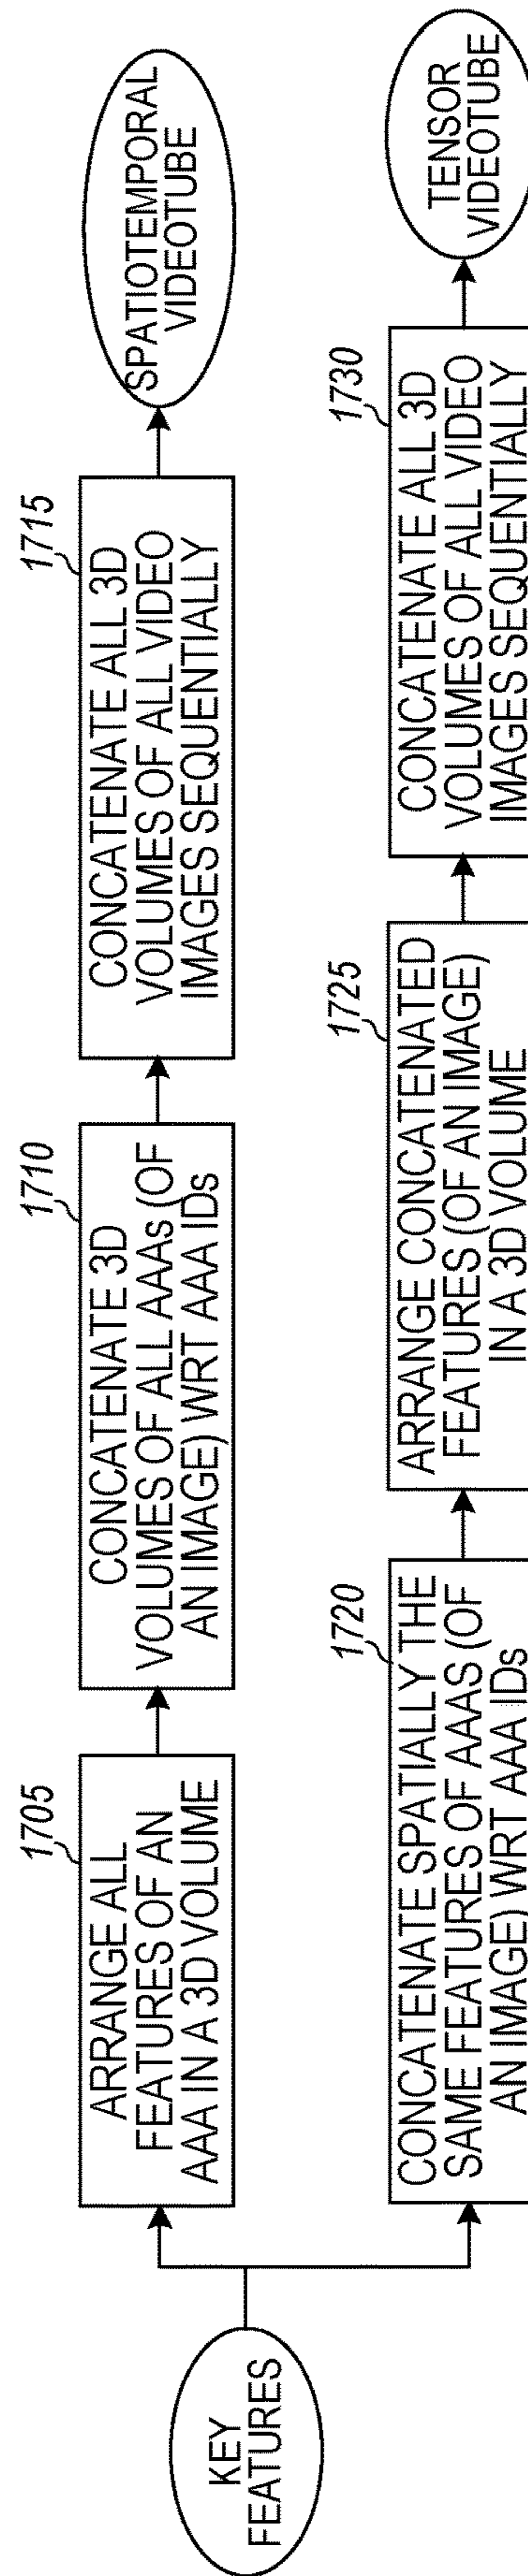 KEY
FEATURES
1705
ARRANGE ALL
FEATURES OF AN
AAA IN A 3D VOLUME
1710
CONCATENATE 3D
VOLUMES OF ALL AAAs (OF
AN IMAGE) WRT AAA IDs
1715
CONCATENATE ALL 3D
VOLUMES OF ALL VIDEO
IMAGES SEQUENTIALLY
SPATIOTEMPORAL
VIDEOTUBE
1720
CONCATENATE SPATIALLY THE
SAME FEATURES OF AAAS (OF
AN IMAGE) WRT AAA IDs
1725
ARRANGE CONCATENATED
FEATURES (OF AN IMAGE)
IN A 3D VOLUME
1730
CONCATENATE ALL 3D
VOLUMES OF ALL VIDEO
IMAGES SEQUENTIALLY
TENSOR
VIDEOTUBE